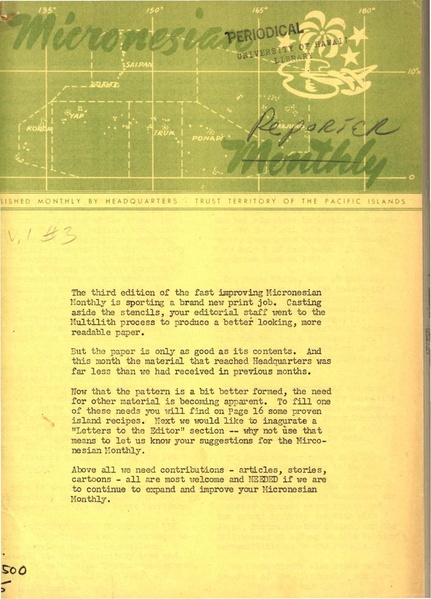 135° 150° 165° 180°
Micronesian
PERIODICAL
UNIVERSITY OF HAWAII
LIBRARY
SAIPAN
10°
GUAM
YAP
KOROR
TRUK
PONAPE
Reporter
Monthly
0
LISHED MONTHLY BY HEADQUARTERS - TRUST TERRITORY OF THE PACIFIC ISLANDS
V.1 #3
The third edition of the fast improving Micronesian
Monthly is sporting a brand new print job. Casting
aside the stencils, your editorial staff went to the
Multilith process to produce a better looking, more
readable paper.
But the paper is only as good as its contents. And
this month the material that reached Headquarters was
far less than we had received in previous months.
Now that the pattern is a bit better formed, the need
for other material is becoming apparent. To fill one
of these needs you will find on Page 16 some proven
island recipes. Next we would like to inagurate a
"Letters to the Editor" section -- why not use that
means to let us know your suggestions for the Mirco-
nesian Monthly.
Above all we need contributions - articles, stories,
cartoons - all are most welcome and NEEDED if we are
to continue to expand and improve your Micronesian
Monthly.
500